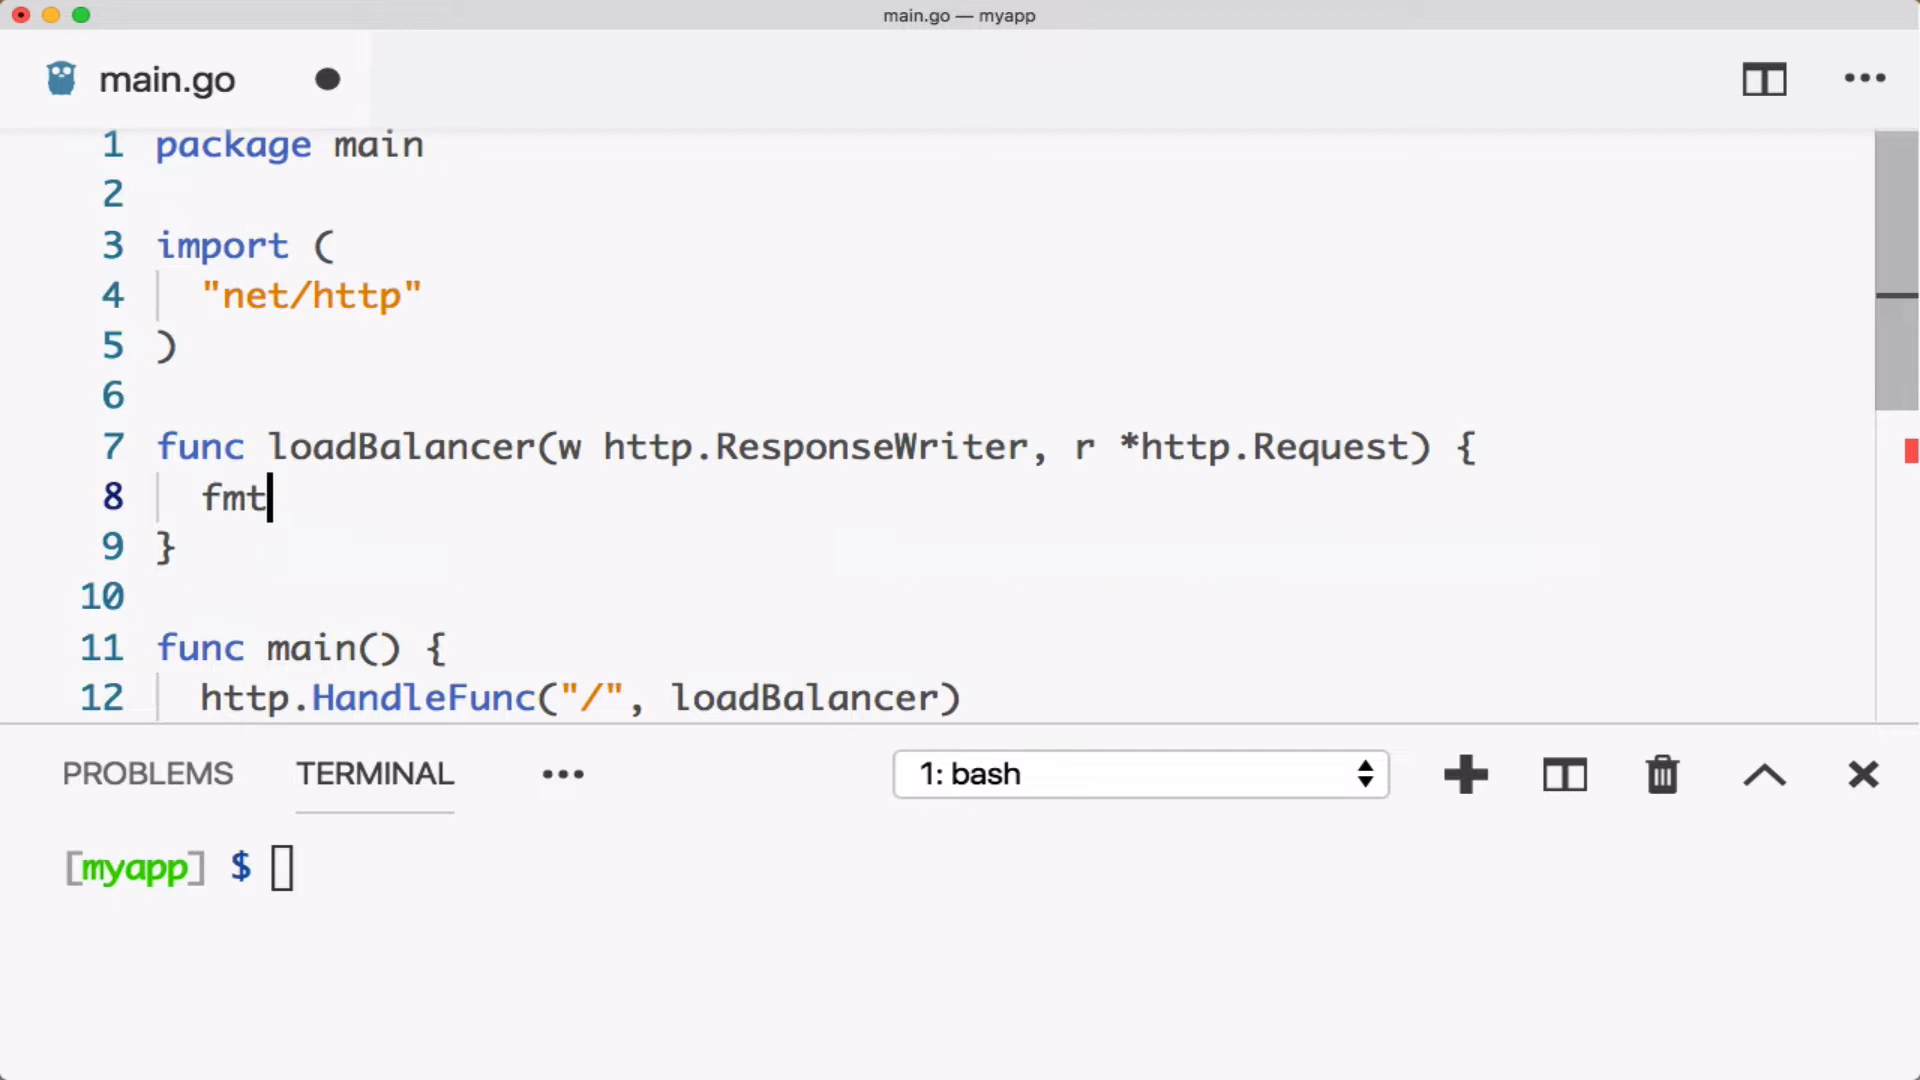 main.go — myapp
main.go
1 package main
2
3 import (
4 "net/http"
5 )
6
7 func loadBalancer(w http.ResponseWriter, r *http.Request) {
8 fmt
9 }
10
11 func main() {
12 http.HandleFunc("/", loadBalancer)
PROBLEMS TERMINAL ••• 1: bash
[myapp] $